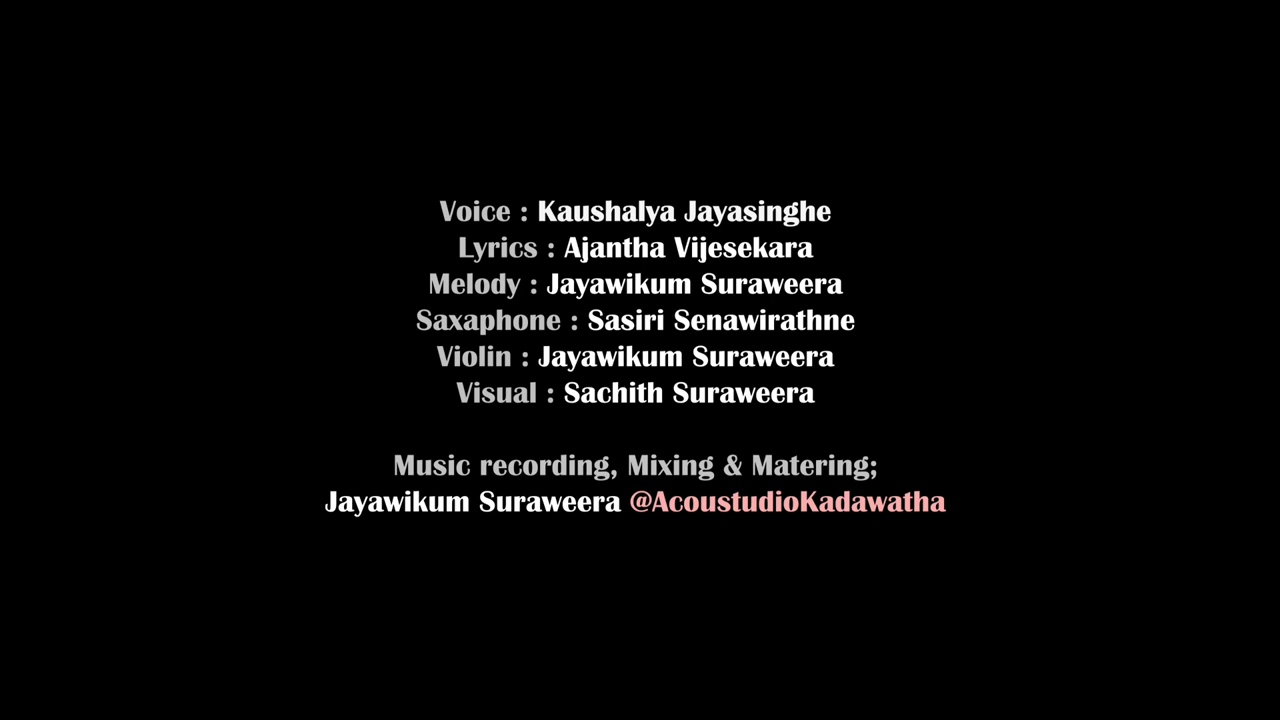 Voice : Kaushalya Jayasinghe
Lyrics : Ajantha Vijesekara
Melody : Jayawikum Suraweera
Saxaphone : Sasiri Senawirathne
Violin : Jayawikum Suraweera
Visual : Sachith Suraweera
Music recording, Mixing & Matering;
Jayawikum Suraweera @AcoustudioKadawatha